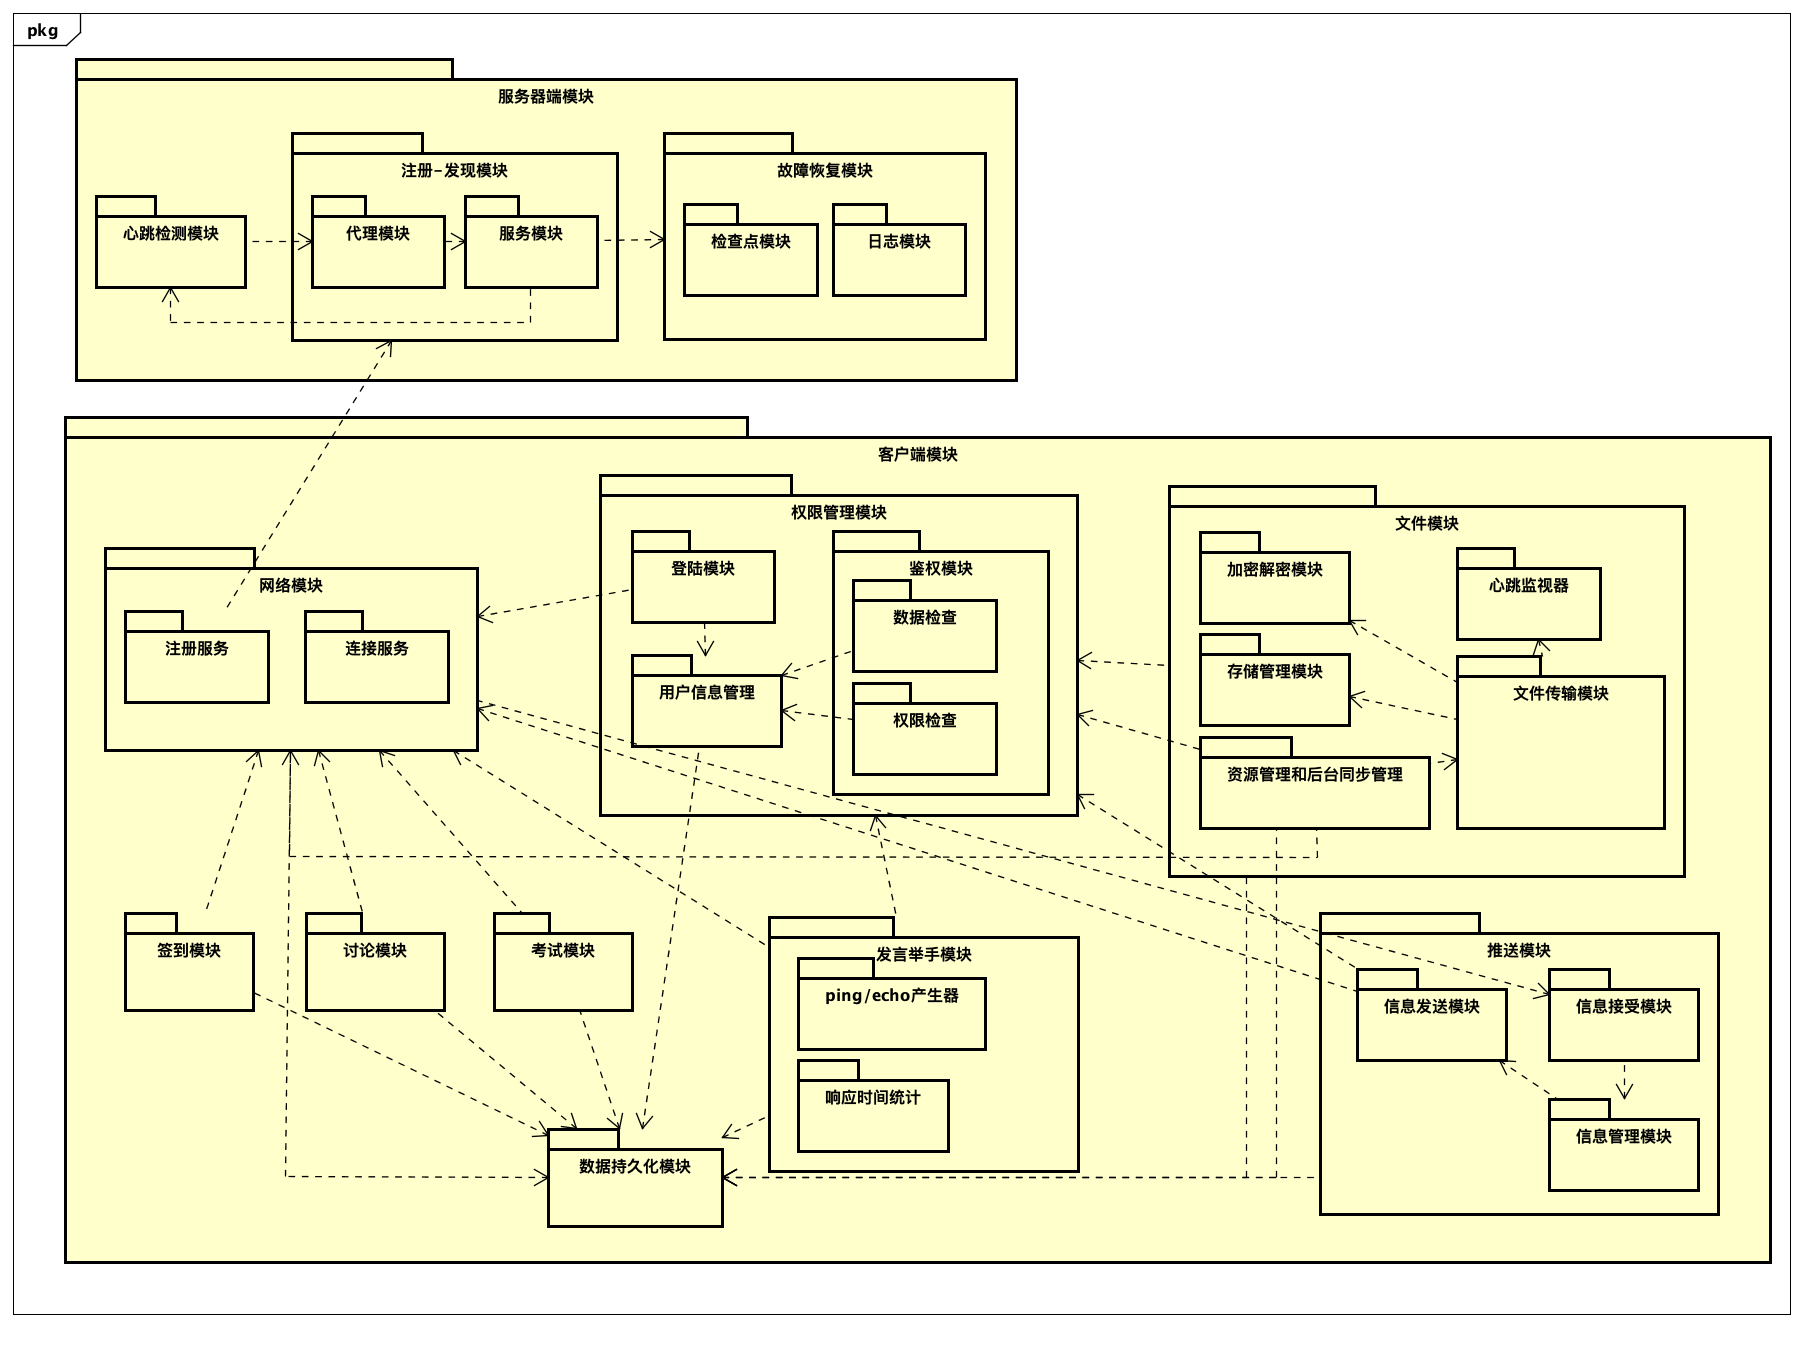 pkg
服务器端模块
注册-发现模块
故障恢复模块
心跳检测模块
代理模块
服务模块
检查点模块
日志模块
客户端模块
权限管理模块
文件模块
登陆模块
鉴权模块
加密解密模块
网络模块
心跳监视器
数据检查
注册服务
连接服务
存储管理模块
用户信息管理
文件传输模块
权限检查
资源管理和后台同步管理
签到模块
讨论模块
考试模块
发言举手模块
推送模块
ping/echo产生器
信息发送模块
信息接受模块
响应时间统计
信息管理模块
数据持久化模块